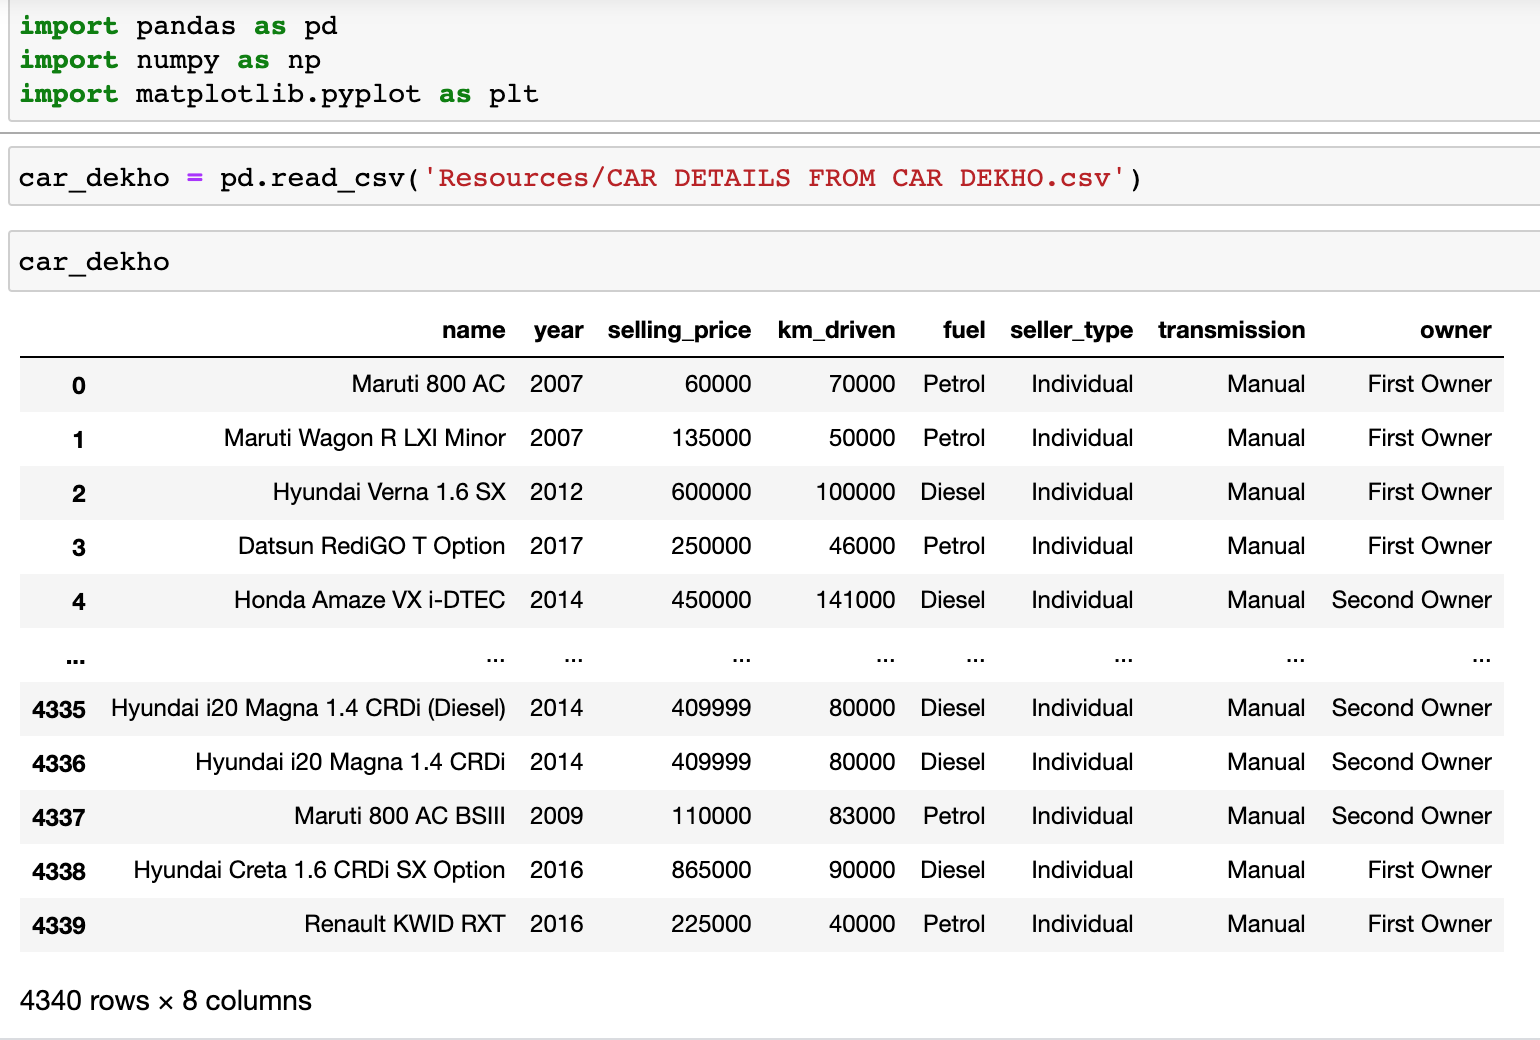 import pandas as pd
import numpy as np
import matplotlib.pyplot as plt
car_dekho = pd.read_csv('Resources/CAR DETAILS FROM CAR DEKHO.csv')
car_dekho
name year selling_price km_driven fuel seller_type transmission owner
0 Maruti 800 AC 2007 60000 70000 Petrol Individual Manual First Owner
1 Maruti Wagon R LXI Minor 2007 135000 50000 Petrol Individual Manual First Owner
2 Hyundai Verna 1.6 SX 2012 600000 100000 Diesel Individual Manual First Owner
3 Datsun RediGO T Option 2017 250000 46000 Petrol Individual Manual First Owner
4 Honda Amaze VX i-DTEC 2014 450000 141000 Diesel Individual Manual Second Owner
... ... ... ... ... ... ... ... ...
4335 Hyundai i20 Magna 1.4 CRDi (Diesel) 2014 409999 80000 Diesel Individual Manual Second Owner
4336 Hyundai i20 Magna 1.4 CRDi 2014 409999 80000 Diesel Individual Manual Second Owner
4337 Maruti 800 AC BSIII 2009 110000 83000 Petrol Individual Manual Second Owner
4338 Hyundai Creta 1.6 CRDi SX Option 2016 865000 90000 Diesel Individual Manual First Owner
4339 Renault KWID RXT 2016 225000 40000 Petrol Individual Manual First Owner
4340 rows × 8 columns